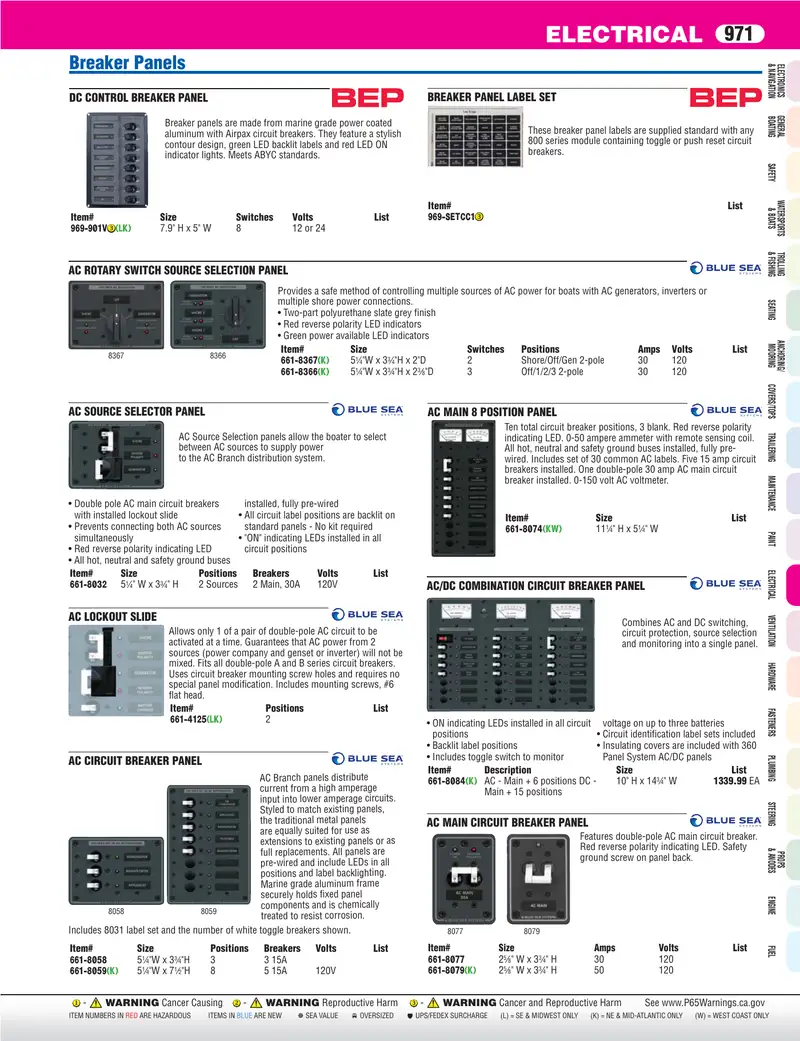 ELECTRICAL 971
Breaker Panels
DC CONTROL BREAKER PANEL
BEP
Breaker panels are made from marine grade power coated
aluminum with Airpax circuit breakers. They feature a stylish
contour design, green LED backlit labels and red LED ON
indicator lights. Meets ABYC standards.
Item# Size Switches Volts List
969-901V 3 (LK) 7.9" H x 5" W 8 12 or 24
BREAKER PANEL LABEL SET
BEP
These breaker panel labels are supplied standard with any
800 series module containing toggle or push reset circuit
breakers.
Item# List
969-SETCC1 3
AC ROTARY SWITCH SOURCE SELECTION PANEL
BLUE SEA
SYSTEMS
Provides a safe method of controlling multiple sources of AC power for boats with AC generators, inverters or
multiple shore power connections.
• Two-part polyurethane slate grey finish
• Red reverse polarity LED indicators
• Green power available LED indicators
8367 8366
Item# Size Switches Positions Amps Volts List
661-8367(K) 5¼"W x 3¾"H x 2"D 2 Shore/Off/Gen 2-pole 30 120
661-8366(K) 5¼"W x 3¾"H x 2⅜"D 3 Off/1/2/3 2-pole 30 120
AC SOURCE SELECTOR PANEL
BLUE SEA
SYSTEMS
AC Source Selection panels allow the boater to select
between AC sources to supply power
to the AC Branch distribution system.
• Double pole AC main circuit breakers
with installed lockout slide
• Prevents connecting both AC sources
simultaneously
• Red reverse polarity indicating LED
• All hot, neutral and safety ground buses
installed, fully pre-wired
• All circuit label positions are backlit on
standard panels - No kit required
• "ON" indicating LEDs installed in all
circuit positions
Item# Size Positions Breakers Volts List
661-8032 5¼" W x 3¾" H 2 Sources 2 Main, 30A 120V
AC LOCKOUT SLIDE
BLUE SEA
SYSTEMS
Allows only 1 of a pair of double-pole AC circuit to be
activated at a time. Guarantees that AC power from 2
sources (power company and genset or inverter) will not be
mixed. Fits all double-pole A and B series circuit breakers.
Uses circuit breaker mounting screw holes and requires no
special panel modification. Includes mounting screws, #6
flat head.
Item# Positions List
661-4125(LK) 2
AC CIRCUIT BREAKER PANEL
BLUE SEA
SYSTEMS
AC Branch panels distribute
current from a high amperage
input into lower amperage circuits.
Styled to match existing panels,
the traditional metal panels
are equally suited for use as
extensions to existing panels or as
full replacements. All panels are
pre-wired and include LEDs in all
positions and label backlighting.
Marine grade aluminum frame
securely holds fixed panel
components and is chemically
treated to resist corrosion.
8058 8059
Includes 8031 label set and the number of white toggle breakers shown.
Item# Size Positions Breakers Volts List
661-8058 5¼"W x 3¾"H 3 3 15A
661-8059(K) 5¼"W x 7½"H 8 5 15A 120V
AC MAIN 8 POSITION PANEL
BLUE SEA
SYSTEMS
Ten total circuit breaker positions, 3 blank. Red reverse polarity
indicating LED. 0-50 ampere ammeter with remote sensing coil.
All hot, neutral and safety ground buses installed, fully pre-
wired. Includes set of 30 common AC labels. Five 15 amp circuit
breakers installed. One double-pole 30 amp AC main circuit
breaker installed. 0-150 volt AC voltmeter.
Item# Size List
661-8074(KW) 11¼" H x 5¼" W
AC/DC COMBINATION CIRCUIT BREAKER PANEL
BLUE SEA
SYSTEMS
Combines AC and DC switching,
circuit protection, source selection
and monitoring into a single panel.
• ON indicating LEDs installed in all circuit
positions
• Backlit label positions
• Includes toggle switch to monitor
voltage on up to three batteries
• Circuit identification label sets included
• Insulating covers are included with 360
Panel System AC/DC panels
Item# Description Size List
661-8084(K) AC - Main + 6 positions DC - 10" H x 14¾" W 1339.99 EA
Main + 15 positions
AC MAIN CIRCUIT BREAKER PANEL
BLUE SEA
SYSTEMS
Features double-pole AC main circuit breaker.
Red reverse polarity indicating LED. Safety
ground screw on panel back.
AC MAIN
30A
AC MAIN
8077 8079
Item# Size Amps Volts List
661-8077 2⅝" W x 3¾" H 30 120
661-8079(K) 2⅝" W x 3¾" H 50 120
ELECTRONICS
& NAVIGATION
GENERAL
BOATING
SAFETY
WATERSPORTS
& BOATS
TROLLING
& FISHING
SEATING
ANCHORING/
MOORING
COVERS/TOPS
TRAILERING
MAINTENANCE
PAINT
ELECTRICAL
VENTILATION
HARDWARE
FASTENERS
PLUMBING
STEERING
PROPS
& ANODES
ENGINE
FUEL
1 - WARNING Cancer Causing 2 - WARNING Reproductive Harm 3 - WARNING Cancer and Reproductive Harm See www.P65Warnings.ca.gov
ITEM NUMBERS IN RED ARE HAZARDOUS ITEMS IN BLUE ARE NEW SEA VALUE OVERSIZED UPS/FEDEX SURCHARGE (L) = SE & MIDWEST ONLY (K) = NE & MID-ATLANTIC ONLY (W) = WEST COAST ONLY